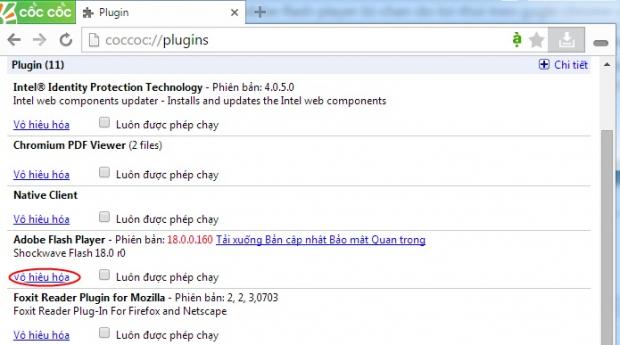 cốc cốc
Plugin
coccoc://plugins
Plugin (11)
Chi tiết
Intel® Identity Protection Technology - Phiên bản: 4.0.5.0
Intel web components updater - Installs and updates the Intel web components
Vô hiệu hóa Luôn được phép chạy
Chromium PDF Viewer (2 files)
Vô hiệu hóa Luôn được phép chạy
Native Client
Vô hiệu hóa Luôn được phép chạy
Adobe Flash Player - Phiên bản: 18.0.0.160 Tải xuống Bản cập nhật Bảo mật Quan trọng
Shockwave Flash 18.0 r0
Vô hiệu hóa Luôn được phép chạy
Foxit Reader Plugin for Mozilla - Phiên bản: 2, 2, 3,0703
Foxit Reader Plug-In For Firefox and Netscape
Vô hiệu hóa Luôn được phép chạy